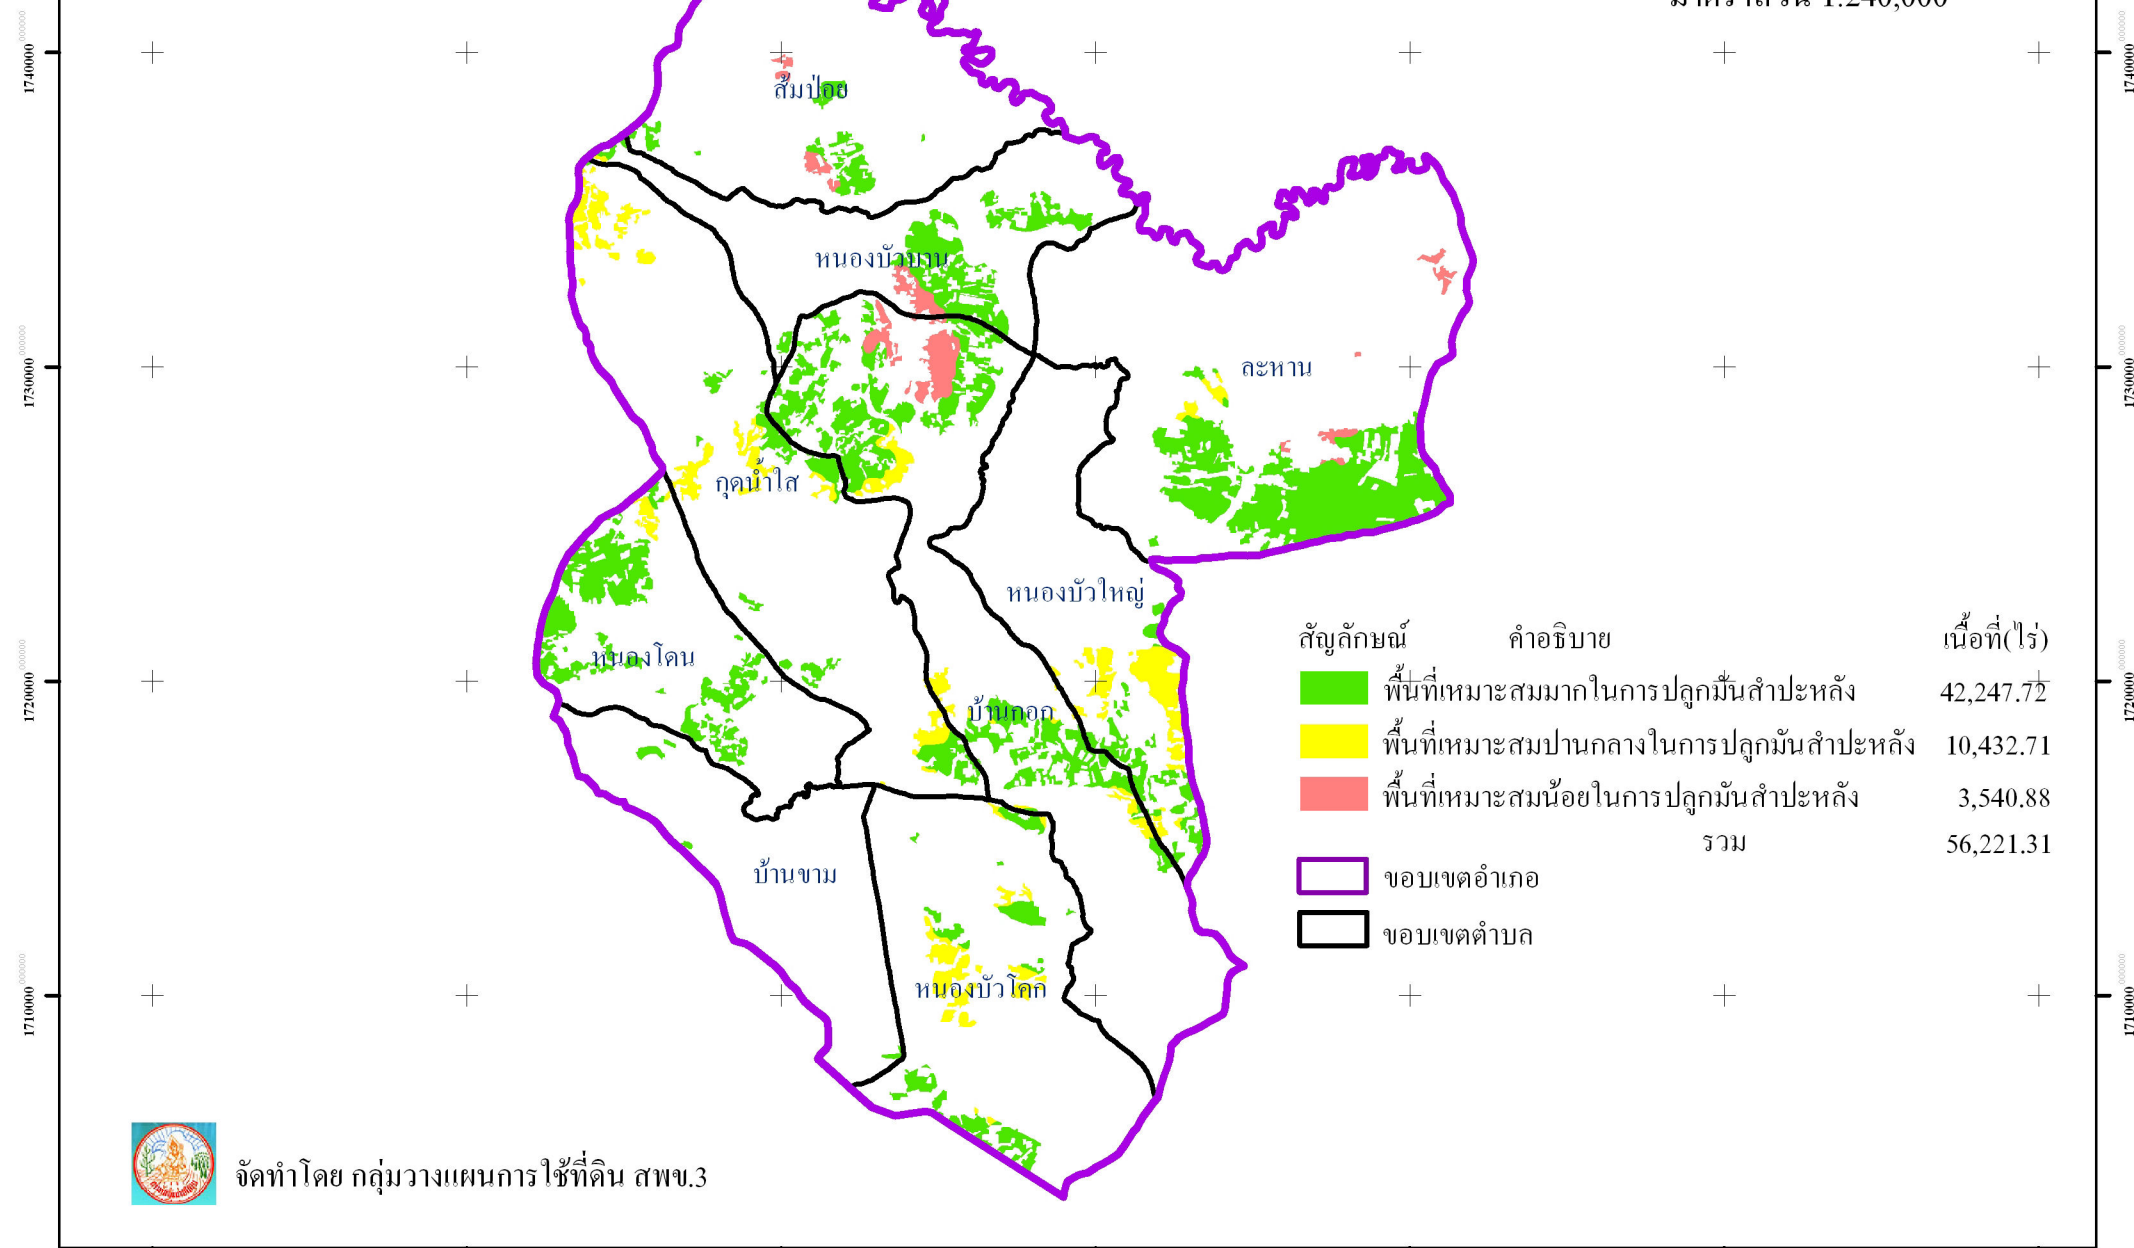 มาตราส่วน 1:240,000
1740000
1740000
ส้มป่อย
หนองบัวบาน
1730000
ละหาน
1730000
กุดน้ำใส
หนองบัวใหญ่
สัญลักษณ์ คำอธิบาย เนื้อที่(ไร่)
หนองโดน
1720000
พื้นที่เหมาะสมมากในการปลูกมันสำปะหลัง 42,247.72
1720000
บ้านกอก
พื้นที่เหมาะสมปานกลางในการปลูกมันสำปะหลัง 10,432.71
พื้นที่เหมาะสมน้อยในการปลูกมันสำปะหลัง 3,540.88
รวม 56,221.31
บ้านขาม
ขอบเขตอำเภอ
ขอบเขตตำบล
หนองบัวโคก
1710000
1710000
จัดทำโดย กลุ่มวางแผนการใช้ที่ดิน สพข.3